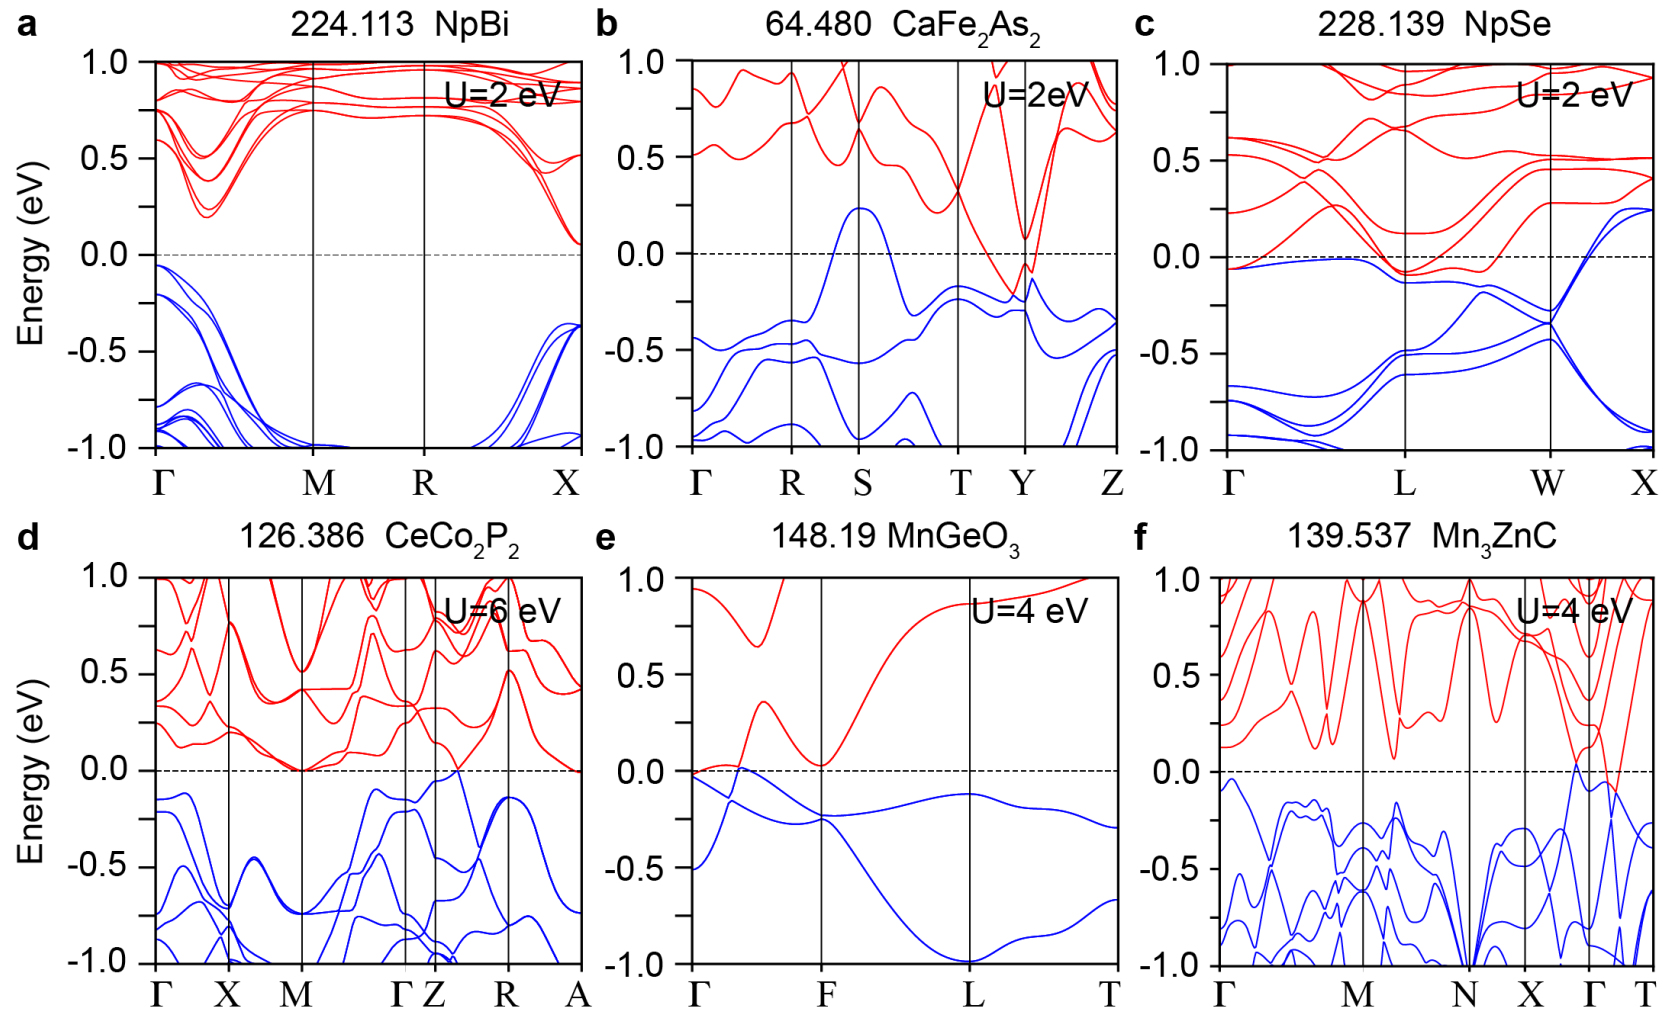 a 224.113 NpBi
U=2 eV
Energy (eV)
1.0
0.5
0.0
-0.5
-1.0
Γ M R X
b 64.480 CaFe2As2
U=2eV
1.0
0.5
0.0
-0.5
-1.0
Γ R S T Y Z
c 228.139 NpSe
U=2 eV
1.0
0.5
0.0
-0.5
-1.0
Γ L W X
d 126.386 CeCo2P2
U=6 eV
Energy (eV)
1.0
0.5
0.0
-0.5
-1.0
Γ X M Γ Z R A
e 148.19 MnGeO3
U=4 eV
1.0
0.5
0.0
-0.5
-1.0
Γ F L T
f 139.537 Mn3ZnC
U=4 eV
1.0
0.5
0.0
-0.5
-1.0
Γ M N X Γ T